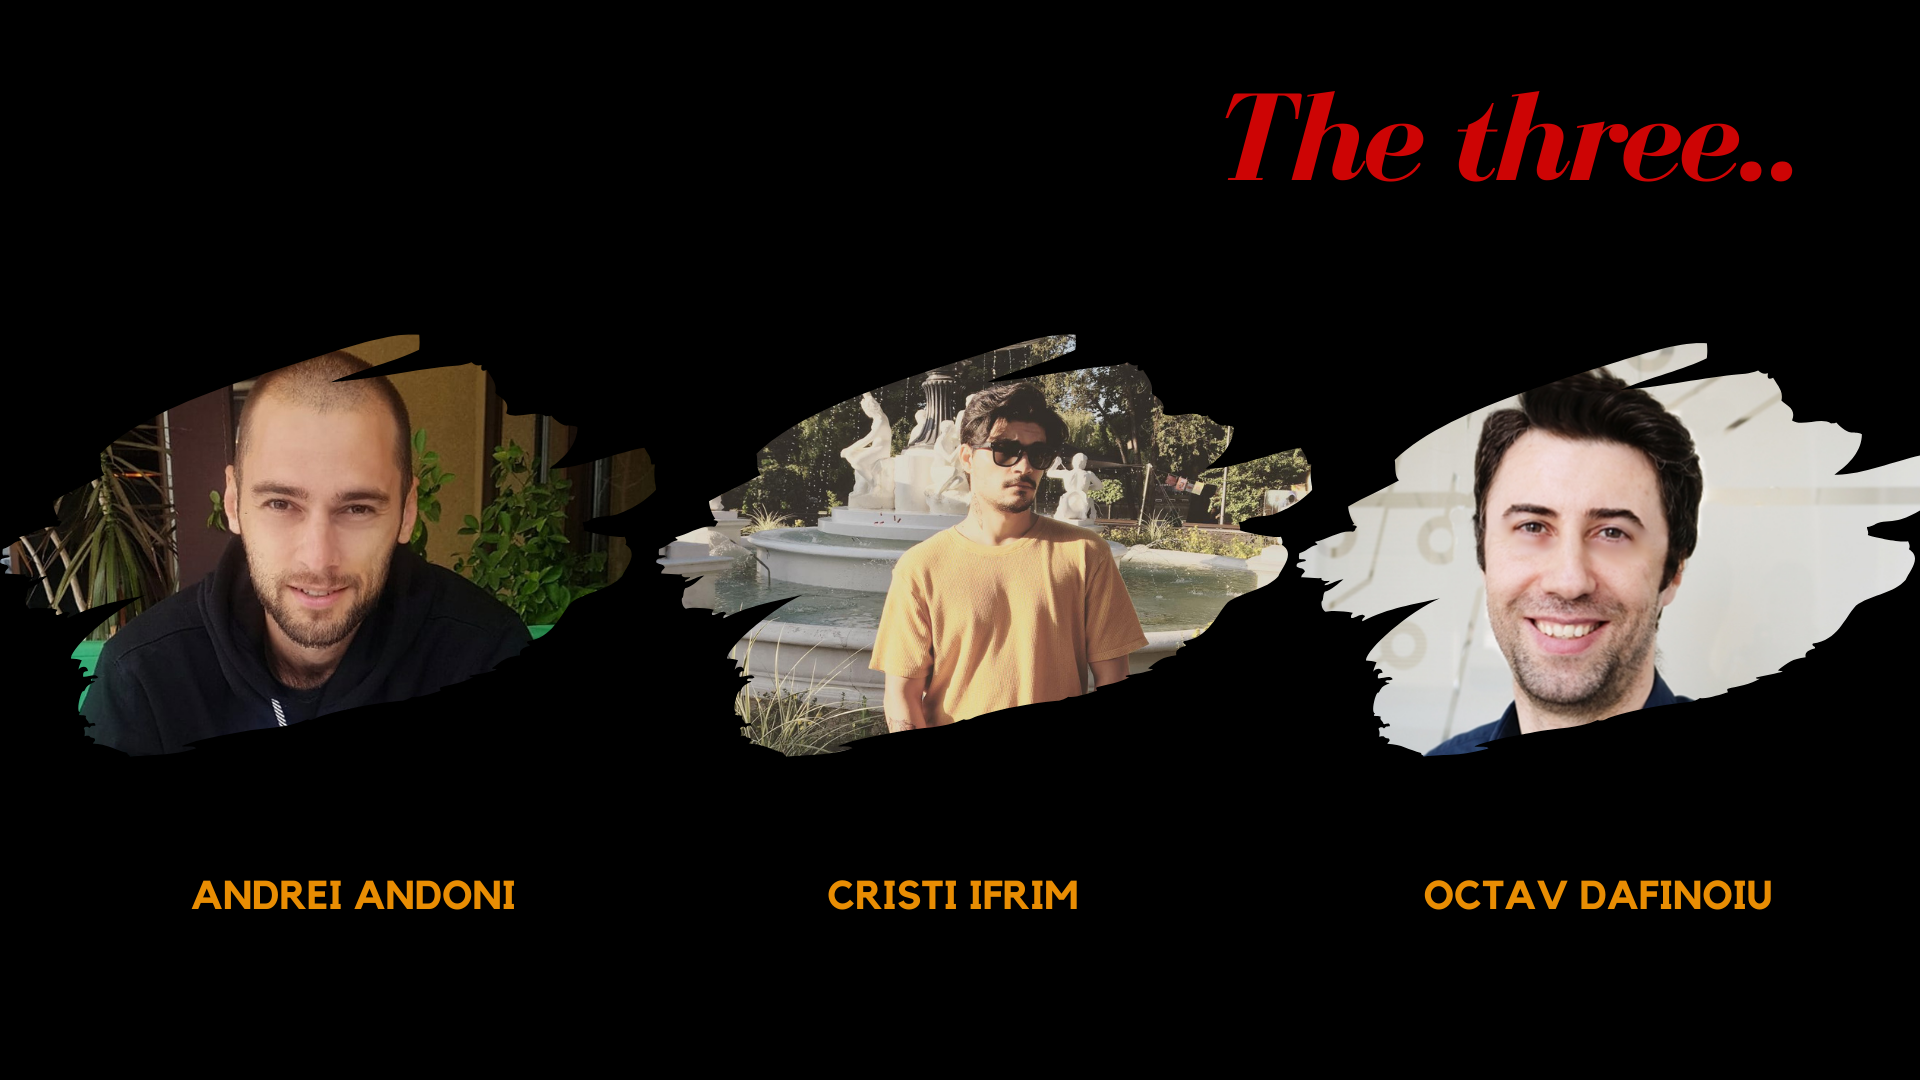 The three..
ANDREI ANDONI
CRISTI IFRIM
OCTAV DAFINOIU